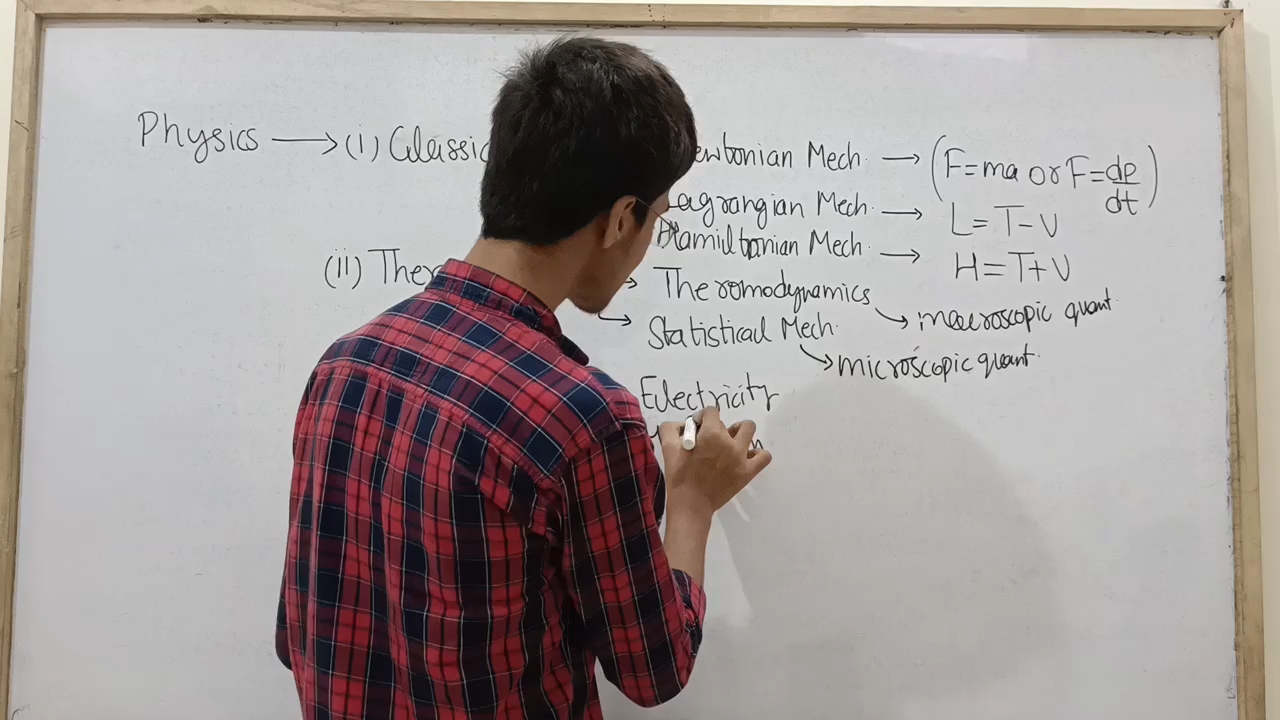 Physics → (i) Classic ewtonian Mech. → (F=ma or F=dp/dt)
Lagrangian Mech. → L=T-V
Hamiltonian Mech. → H=T+V
(ii) Ther → Theromodynamics → macroscopic quant.
→ Statistical Mech. → microscopic quant.
Electricity